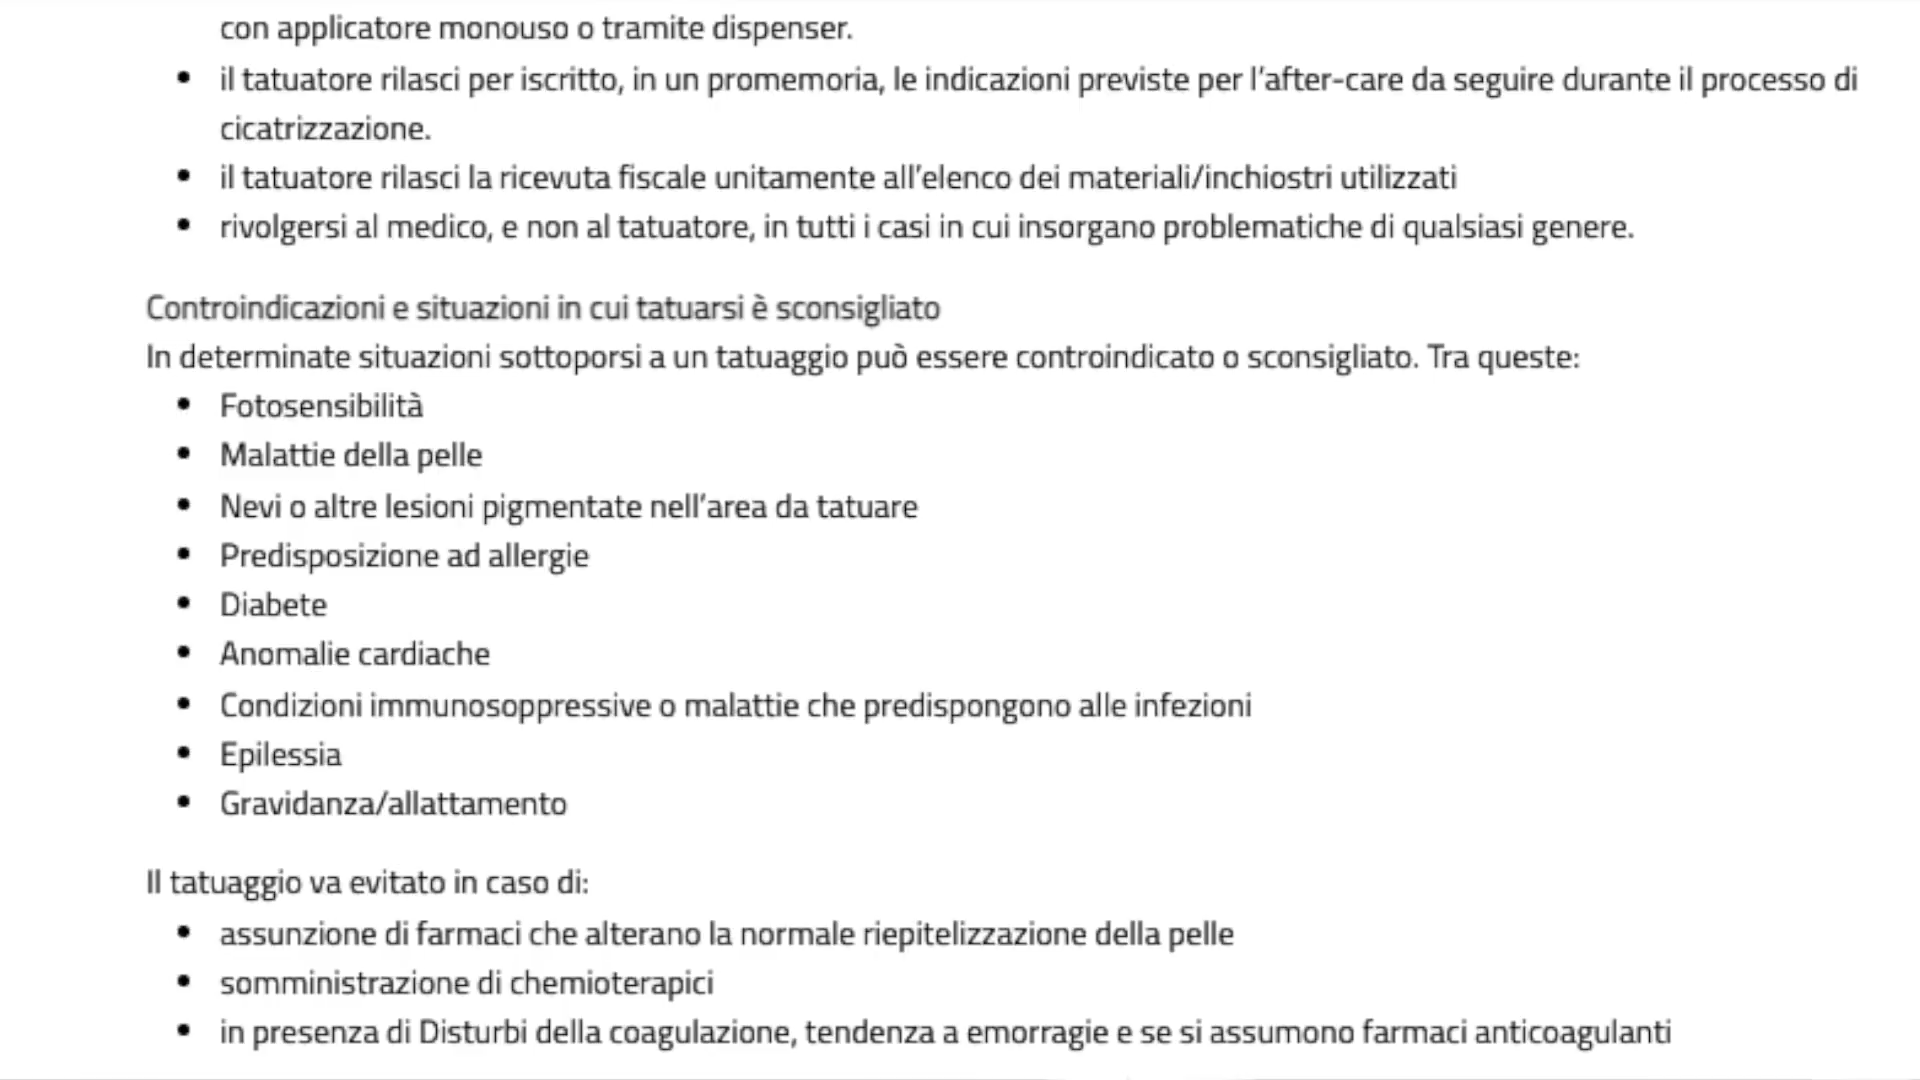 con applicatore monouso o tramite dispenser.
• il tatuatore rilasci per iscritto, in un promemoria, le indicazioni previste per l'after-care da seguire durante il processo di
cicatrizzazione.
• il tatuatore rilasci la ricevuta fiscale unitamente all'elenco dei materiali/inchiostri utilizzati
• rivolgersi al medico, e non al tatuatore, in tutti i casi in cui insorgano problematiche di qualsiasi genere.
Controindicazioni e situazioni in cui tatuarsi è sconsigliato
In determinate situazioni sottoporsi a un tatuaggio può essere controindicato o sconsigliato. Tra queste:
• Fotosensibilità
• Malattie della pelle
• Nevi o altre lesioni pigmentate nell'area da tatuare
• Predisposizione ad allergie
• Diabete
• Anomalie cardiache
• Condizioni immunosoppressive o malattie che predispongono alle infezioni
• Epilessia
• Gravidanza/allattamento
Il tatuaggio va evitato in caso di:
• assunzione di farmaci che alterano la normale riepitelizzazione della pelle
• somministrazione di chemioterapici
• in presenza di Disturbi della coagulazione, tendenza a emorragie e se si assumono farmaci anticoagulanti